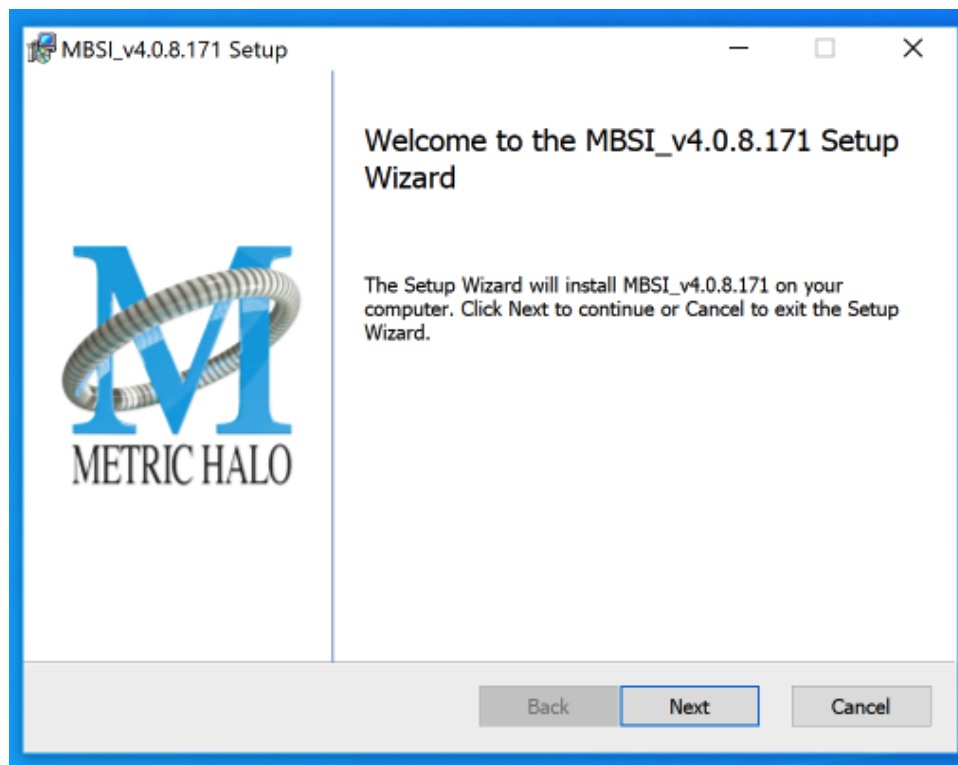 MBSI_v4.0.8.171 Setup
Welcome to the MBSI_v4.0.8.171 Setup
Wizard
The Setup Wizard will install MBSI_v4.0.8.171 on your
computer. Click Next to continue or Cancel to exit the Setup
Wizard.
M
METRIC HALO
Back
Next
Cancel